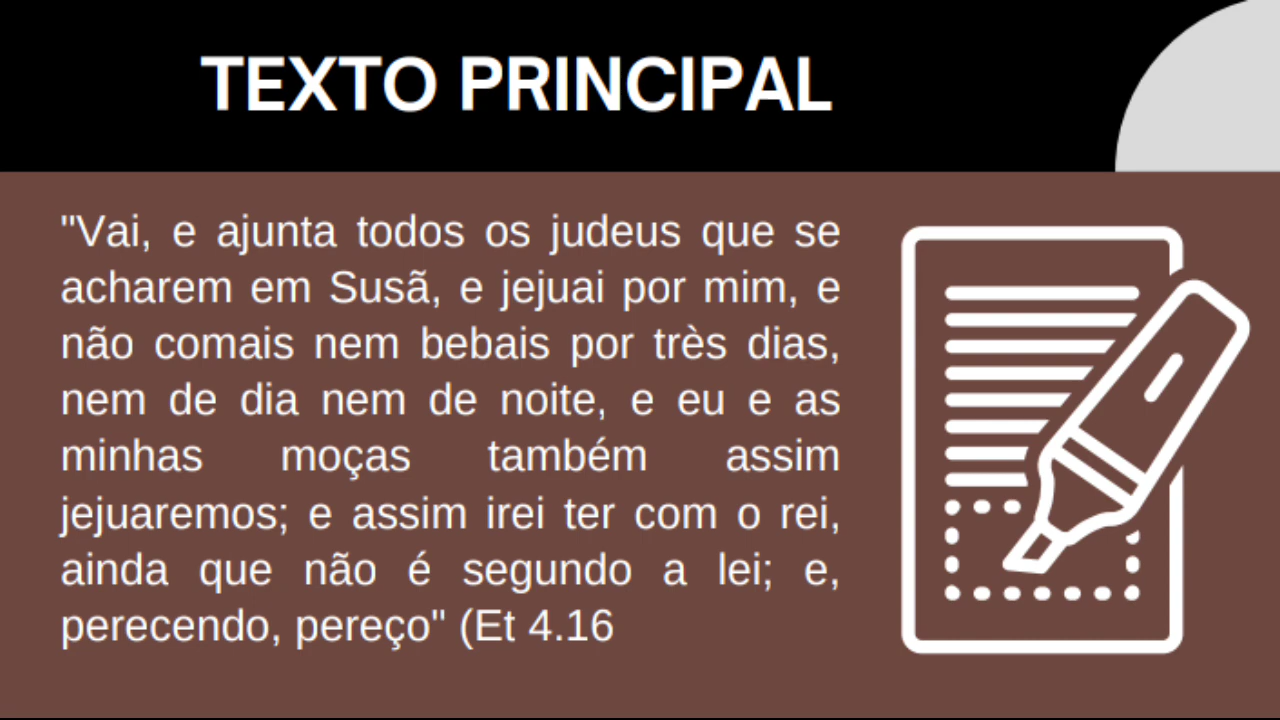 TEXTO PRINCIPAL
"Vai, e ajunta todos os judeus que se
acharem em Susã, e jejuai por mim, e
não comais nem bebais por très dias,
nem de dia nem de noite, e eu e as
minhas moças também assim
jejuaremos; e assim irei ter com o rei,
ainda que não é segundo a lei; e,
perecendo, pereço" (Et 4.16